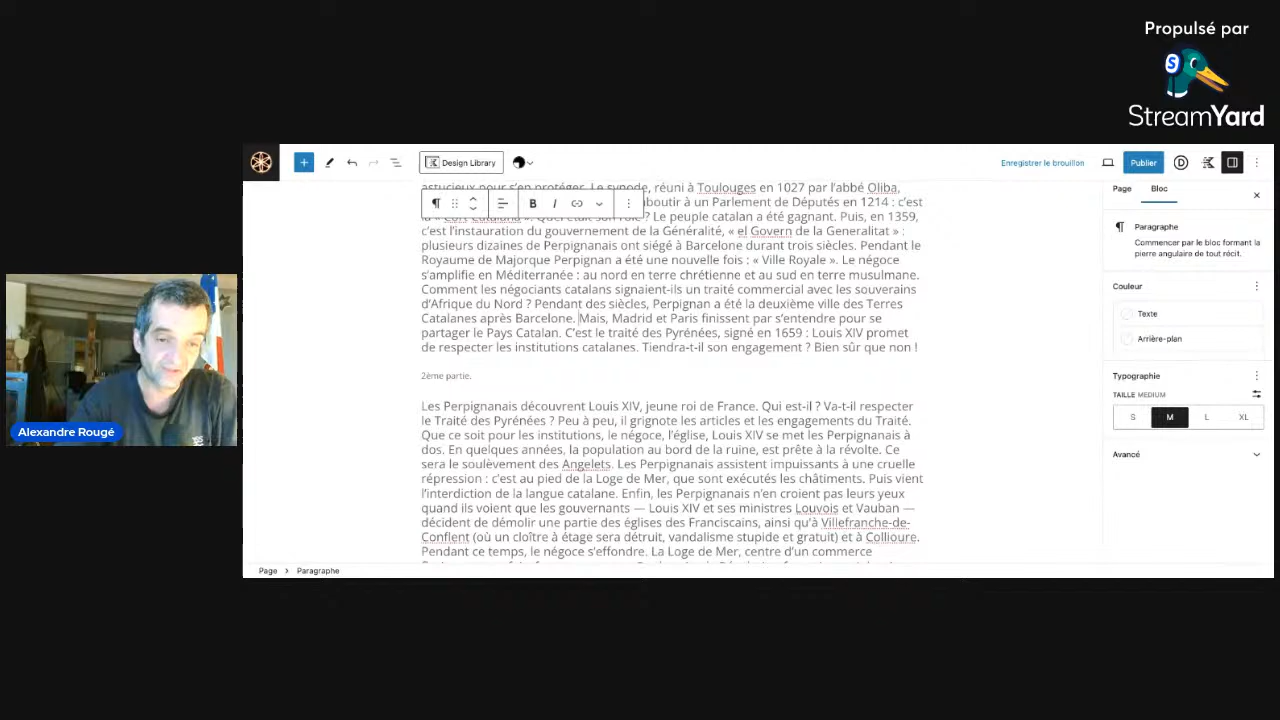 Propulsé par
StreamYard
Design Library
Enregistrer le brouillon
Publier
astucieux pour s'en protéger. Le synode, réuni à Toulouges en 1027 par l'abbé Oliba,
boutir à un Parlement de Députés en 1214 : c'est
? Le peuple catalan a été gagnant. Puis, en 1359,
c'est l'instauration du gouvernement de la Généralité, « el Govern de la Generalitat » :
plusieurs dizaines de Perpignanais ont siégé à Barcelone durant trois siècles. Pendant le
Royaume de Majorque Perpignan a été une nouvelle fois : « Ville Royale ». Le négoce
s'amplifie en Méditerranée : au nord en terre chrétienne et au sud en terre musulmane.
Comment les négociants catalans signaient-ils un traité commercial avec les souverains
d'Afrique du Nord ? Pendant des siècles, Perpignan a été la deuxième ville des Terres
Catalanes après Barcelone. Mais, Madrid et Paris finissent par s'entendre pour se
partager le Pays Catalan. C'est le traité des Pyrénées, signé en 1659 : Louis XIV promet
de respecter les institutions catalanes. Tiendra-t-il son engagement ? Bien sûr que non !
2ème partie.
Les Perpignanais découvrent Louis XIV, jeune roi de France. Qui est-il ? Va-t-il respecter
le Traité des Pyrénées ? Peu à peu, il grignote les articles et les engagements du Traité.
Que ce soit pour les institutions, le négoce, l'église, Louis XIV se met les Perpignanais à
dos. En quelques années, la population au bord de la ruine, est prête à la révolte. Ce
sera le soulèvement des Angelets. Les Perpignanais assistent impuissants à une cruelle
répression : c'est au pied de la Loge de Mer, que sont exécutés les châtiments. Puis vient
l'interdiction de la langue catalane. Enfin, les Perpignanais n'en croient pas leurs yeux
quand ils voient que les gouvernants — Louis XIV et ses ministres Louvois et Vauban —
décident de démolir une partie des églises des Franciscains, ainsi qu'à Villefranche-de-
Conflent (où un cloître à étage sera détruit, vandalisme stupide et gratuit) et à Collioure.
Pendant ce temps, le négoce s'effondre. La Loge de Mer, centre d'un commerce
Page
Bloc
Paragraphe
Commencer par le bloc formant la
pierre angulaire de tout récit.
Couleur
Texte
Arrière-plan
Typographie
TAILLE MEDIUM
S M L XL
Avancé
Alexandre Rougé
Page > Paragraphe